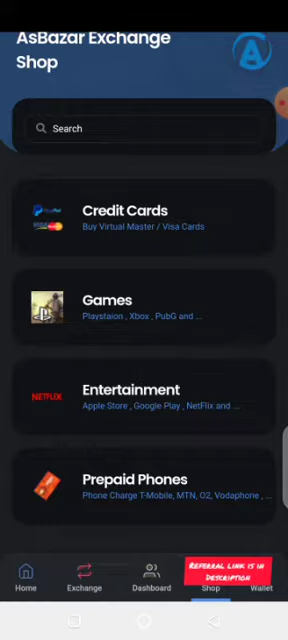 AsBazar Exchange
Shop
Search
Credit Cards
Buy Virtual Master / Visa Cards
Games
Playstaion , Xbox , PubG and ...
NETFLIX
Entertainment
Apple Store , Google Play , NetFlix and ...
Prepaid Phones
Phone Charge T-Mobile, MTN, O2, Vodaphone , ...
REFERRAL LINK IS IN
DESCRIPTION
Home
Exchange
Dashboard
Shop
Wallet